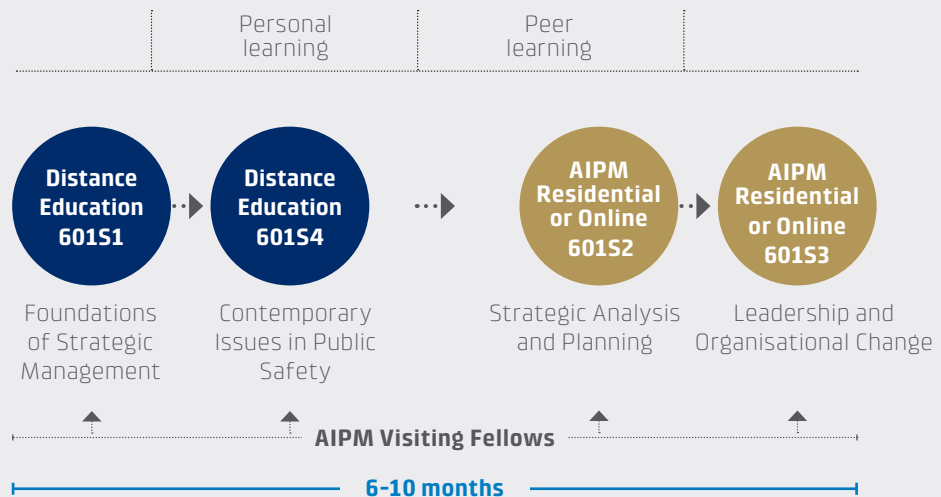 Personal
learning
Peer
learning
Distance
Education
601S1
Distance
Education
601S4
AIPM
Residential
or Online
601S2
AIPM
Residential
or Online
601S3
Foundations
of Strategic
Management
Contemporary
Issues in Public
Safety
Strategic Analysis
and Planning
Leadership and
Organisational Change
AIPM Visiting Fellows
6-10 months